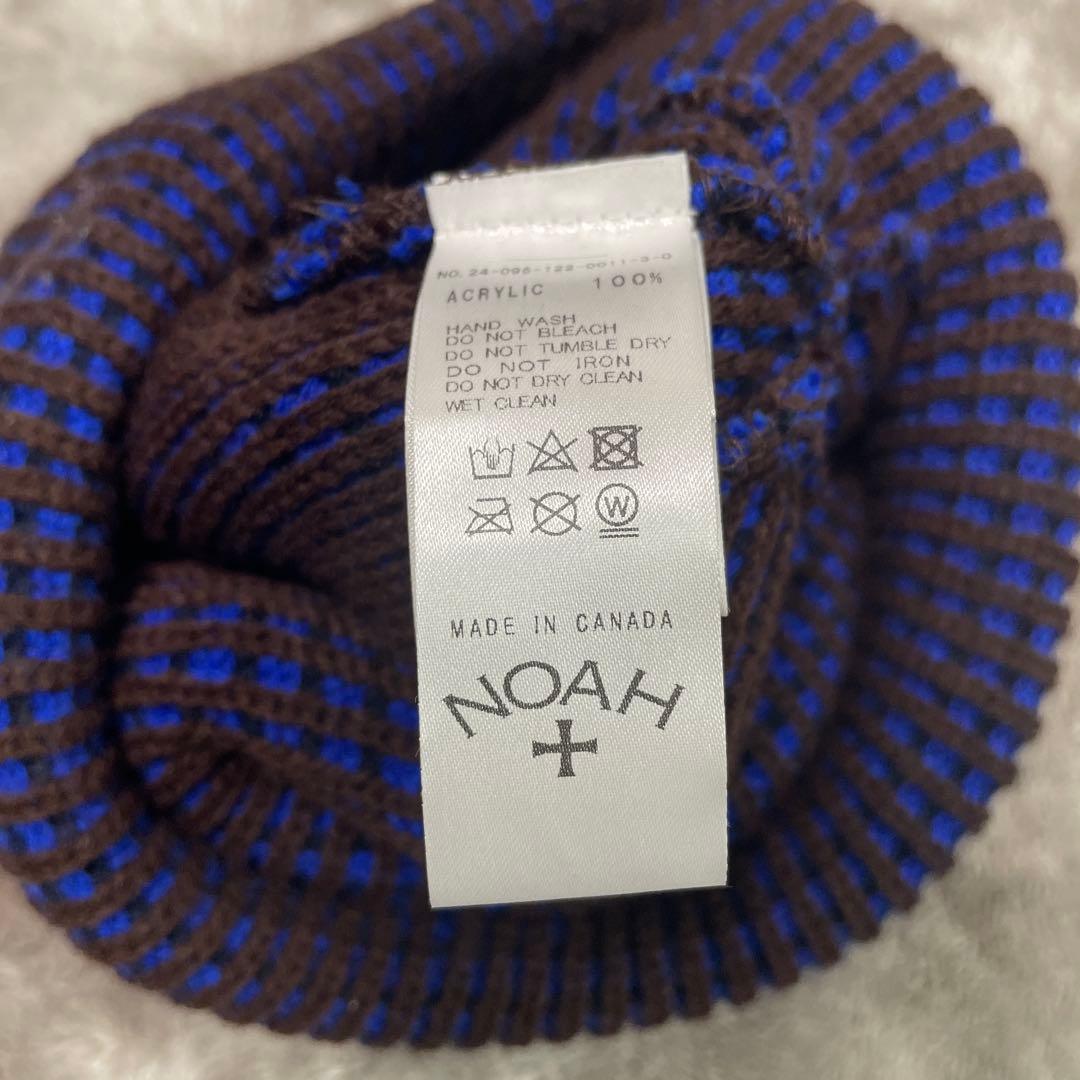 NO. 24-096-122-0011-3-0
ACRYLIC 100%
HAND WASH
DO NOT BLEACH
DO NOT TUMBLE DRY
DO NOT IRON
DO NOT DRY CLEAN
WET CLEAN
W
MADE IN CANADA
NOAH